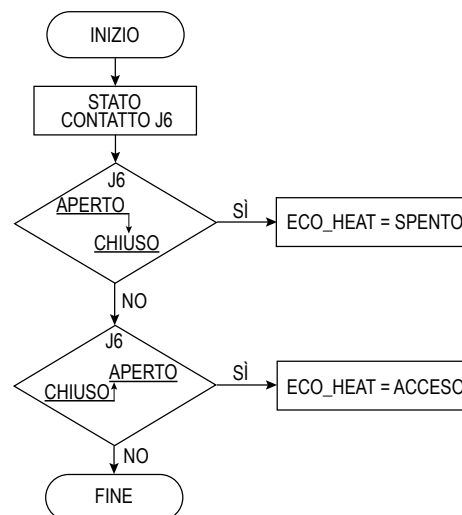 INIZIO
STATO
CONTATTO J6
J6
APERTO
CHIUSO
SÌ
ECO_HEAT = SPENTO
NO
J6
APERTO
CHIUSO
SÌ
ECO_HEAT = ACCESO
NO
FINE